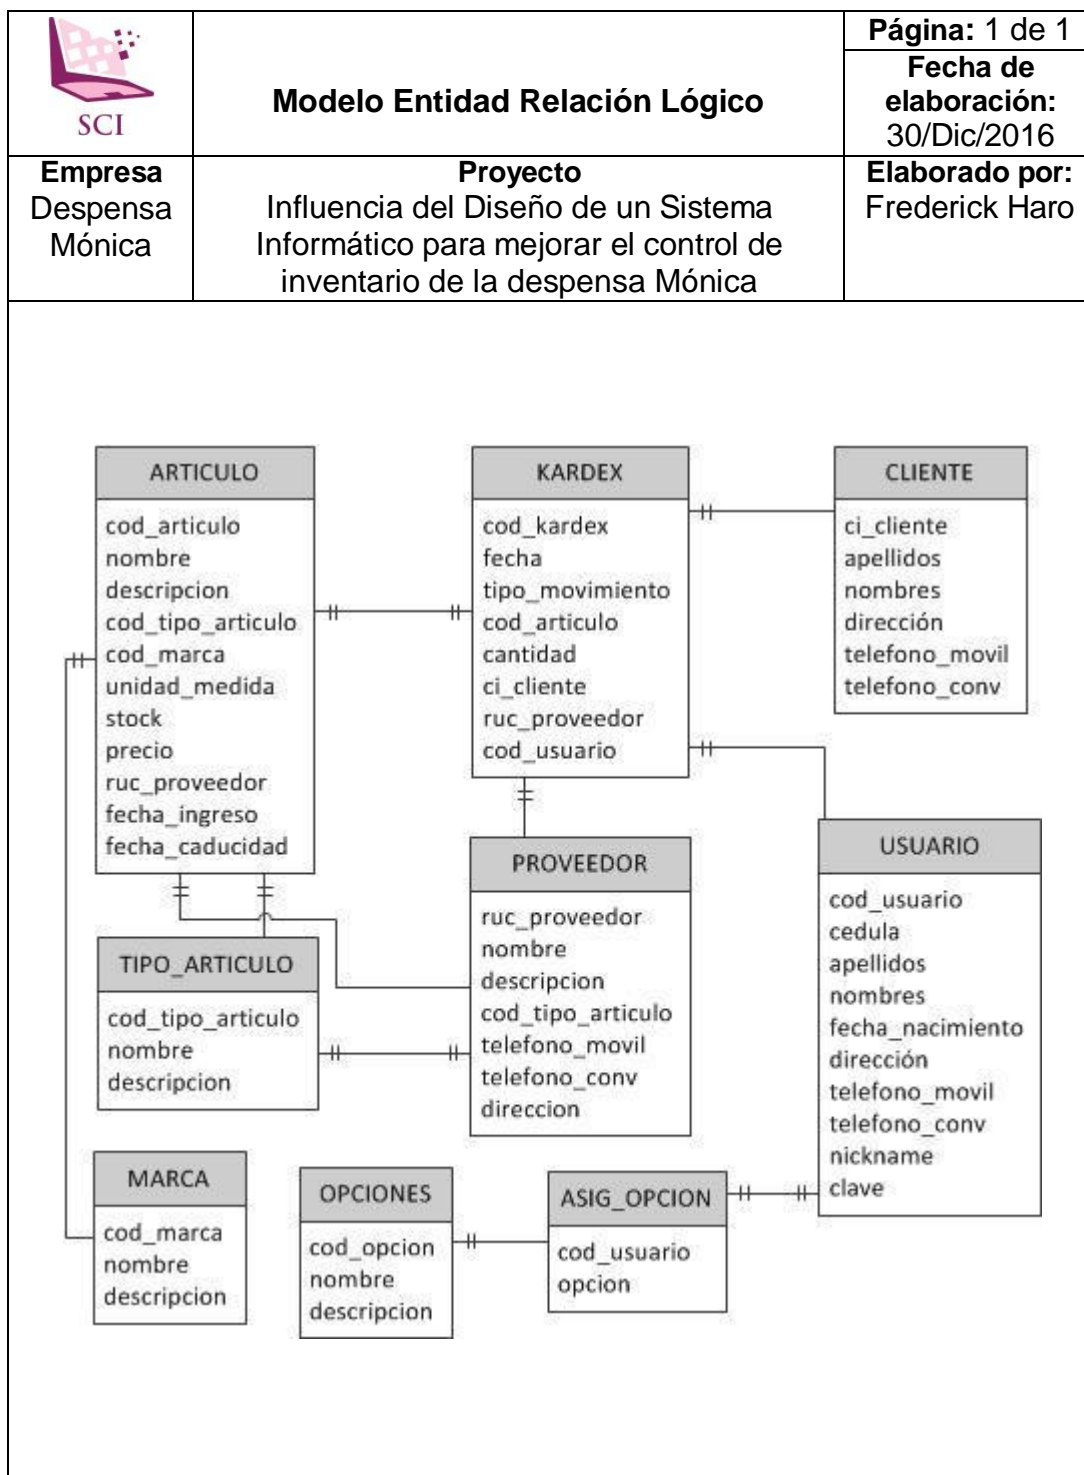 SCI
Modelo Entidad Relación Lógico
Página: 1 de 1
Fecha de
elaboración:
30/Dic/2016
Empresa
Despensa
Mónica
Proyecto
Influencia del Diseño de un Sistema
Informático para mejorar el control de
inventario de la despensa Mónica
Elaborado por:
Frederick Haro
ARTICULO
cod_articulo
nombre
descripcion
cod_tipo_articulo
cod_marca
unidad_medida
stock
precio
ruc_proveedor
fecha_ingreso
fecha_caducidad
KARDEX
cod_kardex
fecha
tipo_movimiento
cod_articulo
cantidad
ci_cliente
ruc_proveedor
cod_usuario
CLIENTE
ci_cliente
apellidos
nombres
dirección
telefono_movil
telefono_conv
TIPO_ARTICULO
cod_tipo_articulo
nombre
descripcion
PROVEEDOR
ruc_proveedor
nombre
descripcion
cod_tipo_articulo
telefono_movil
telefono_conv
direccion
USUARIO
cod_usuario
cedula
apellidos
nombres
fecha_nacimiento
dirección
telefono_movil
telefono_conv
nickname
clave
MARCA
cod_marca
nombre
descripcion
OPCIONES
cod_opcion
nombre
descripcion
ASIG_OPCION
cod_usuario
opcion